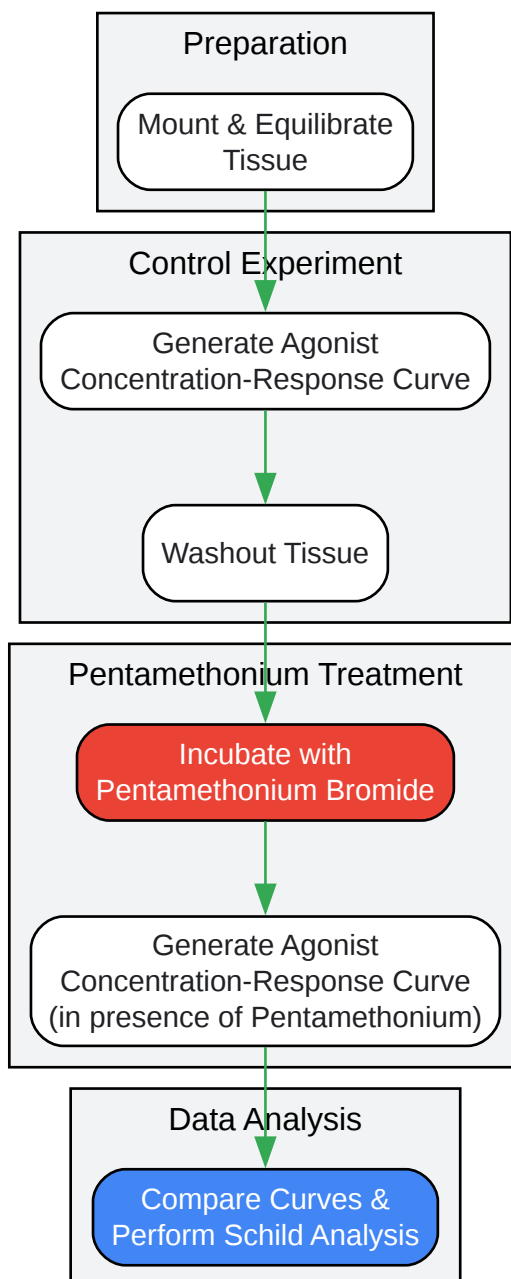 Preparation
Mount & Equilibrate
Tissue
Control Experiment
Generate Agonist
Concentration-Response Curve
Washout Tissue
Pentamethonium Treatment
Incubate with
Pentamethonium Bromide
Generate Agonist
Concentration-Response Curve
(in presence of Pentamethonium)
Data Analysis
Compare Curves &
Perform Schild Analysis